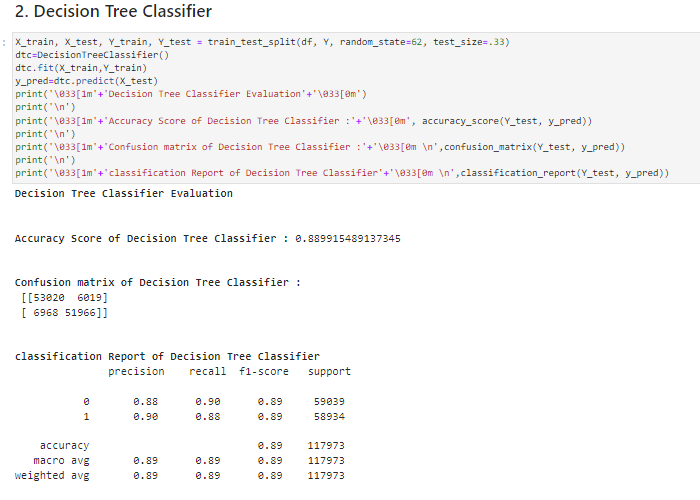 2. Decision Tree Classifier
: X_train, X_test, Y_train, Y_test = train_test_split(df, Y, random_state=62, test_size=.33)
dtc=DecisionTreeClassifier()
dtc.fit(X_train,Y_train)
y_pred=dtc.predict(X_test)
print('\033[1m'+'Decision Tree Classifier Evaluation'+'\033[0m')
print('\n')
print('\033[1m'+'Accuracy Score of Decision Tree Classifier :'+'\033[0m', accuracy_score(Y_test, y_pred))
print('\n')
print('\033[1m'+'Confusion matrix of Decision Tree Classifier :'+'\033[0m \n',confusion_matrix(Y_test, y_pred))
print('\n')
print('\033[1m'+'classification Report of Decision Tree Classifier'+'\033[0m \n',classification_report(Y_test, y_pred))
Decision Tree Classifier Evaluation
Accuracy Score of Decision Tree Classifier : 0.889915489137345
Confusion matrix of Decision Tree Classifier :
[[53020 6019]
[ 6968 51966]]
classification Report of Decision Tree Classifier
precision recall f1-score support
0 0.88 0.90 0.89 59039
1 0.90 0.88 0.89 58934
accuracy 0.89 117973
macro avg 0.89 0.89 0.89 117973
weighted avg 0.89 0.89 0.89 117973